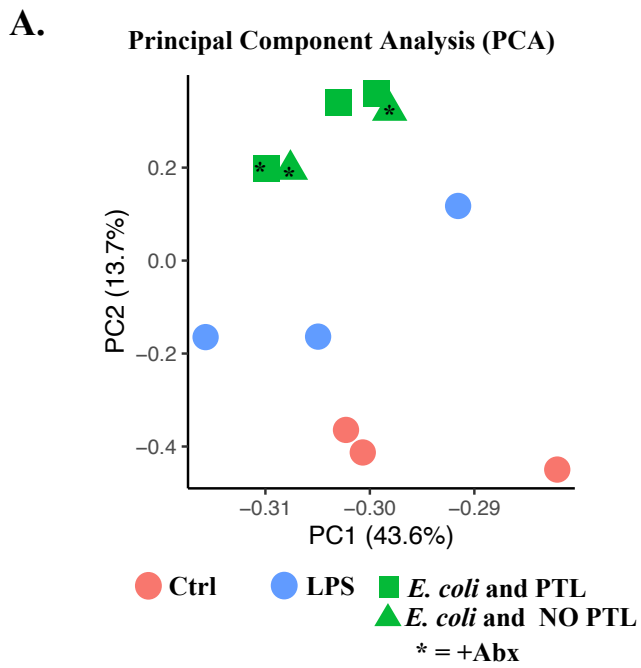 A.
Principal Component Analysis (PCA)
PC2 (13.7%)
0.2
0.0
−0.2
−0.4
*
*
*
*
−0.31
−0.30
−0.29
PC1 (43.6%)
Ctrl
LPS
E. coli and PTL
E. coli and NO PTL
* = +Abx